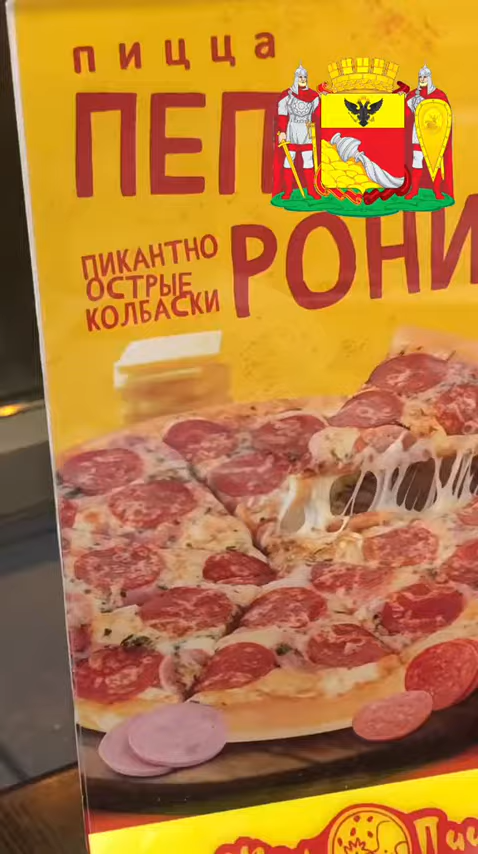 пицца
ПЕП
РОНИ
ПИКАНТНО
ОСТРЫЕ
КОЛБАСКИ